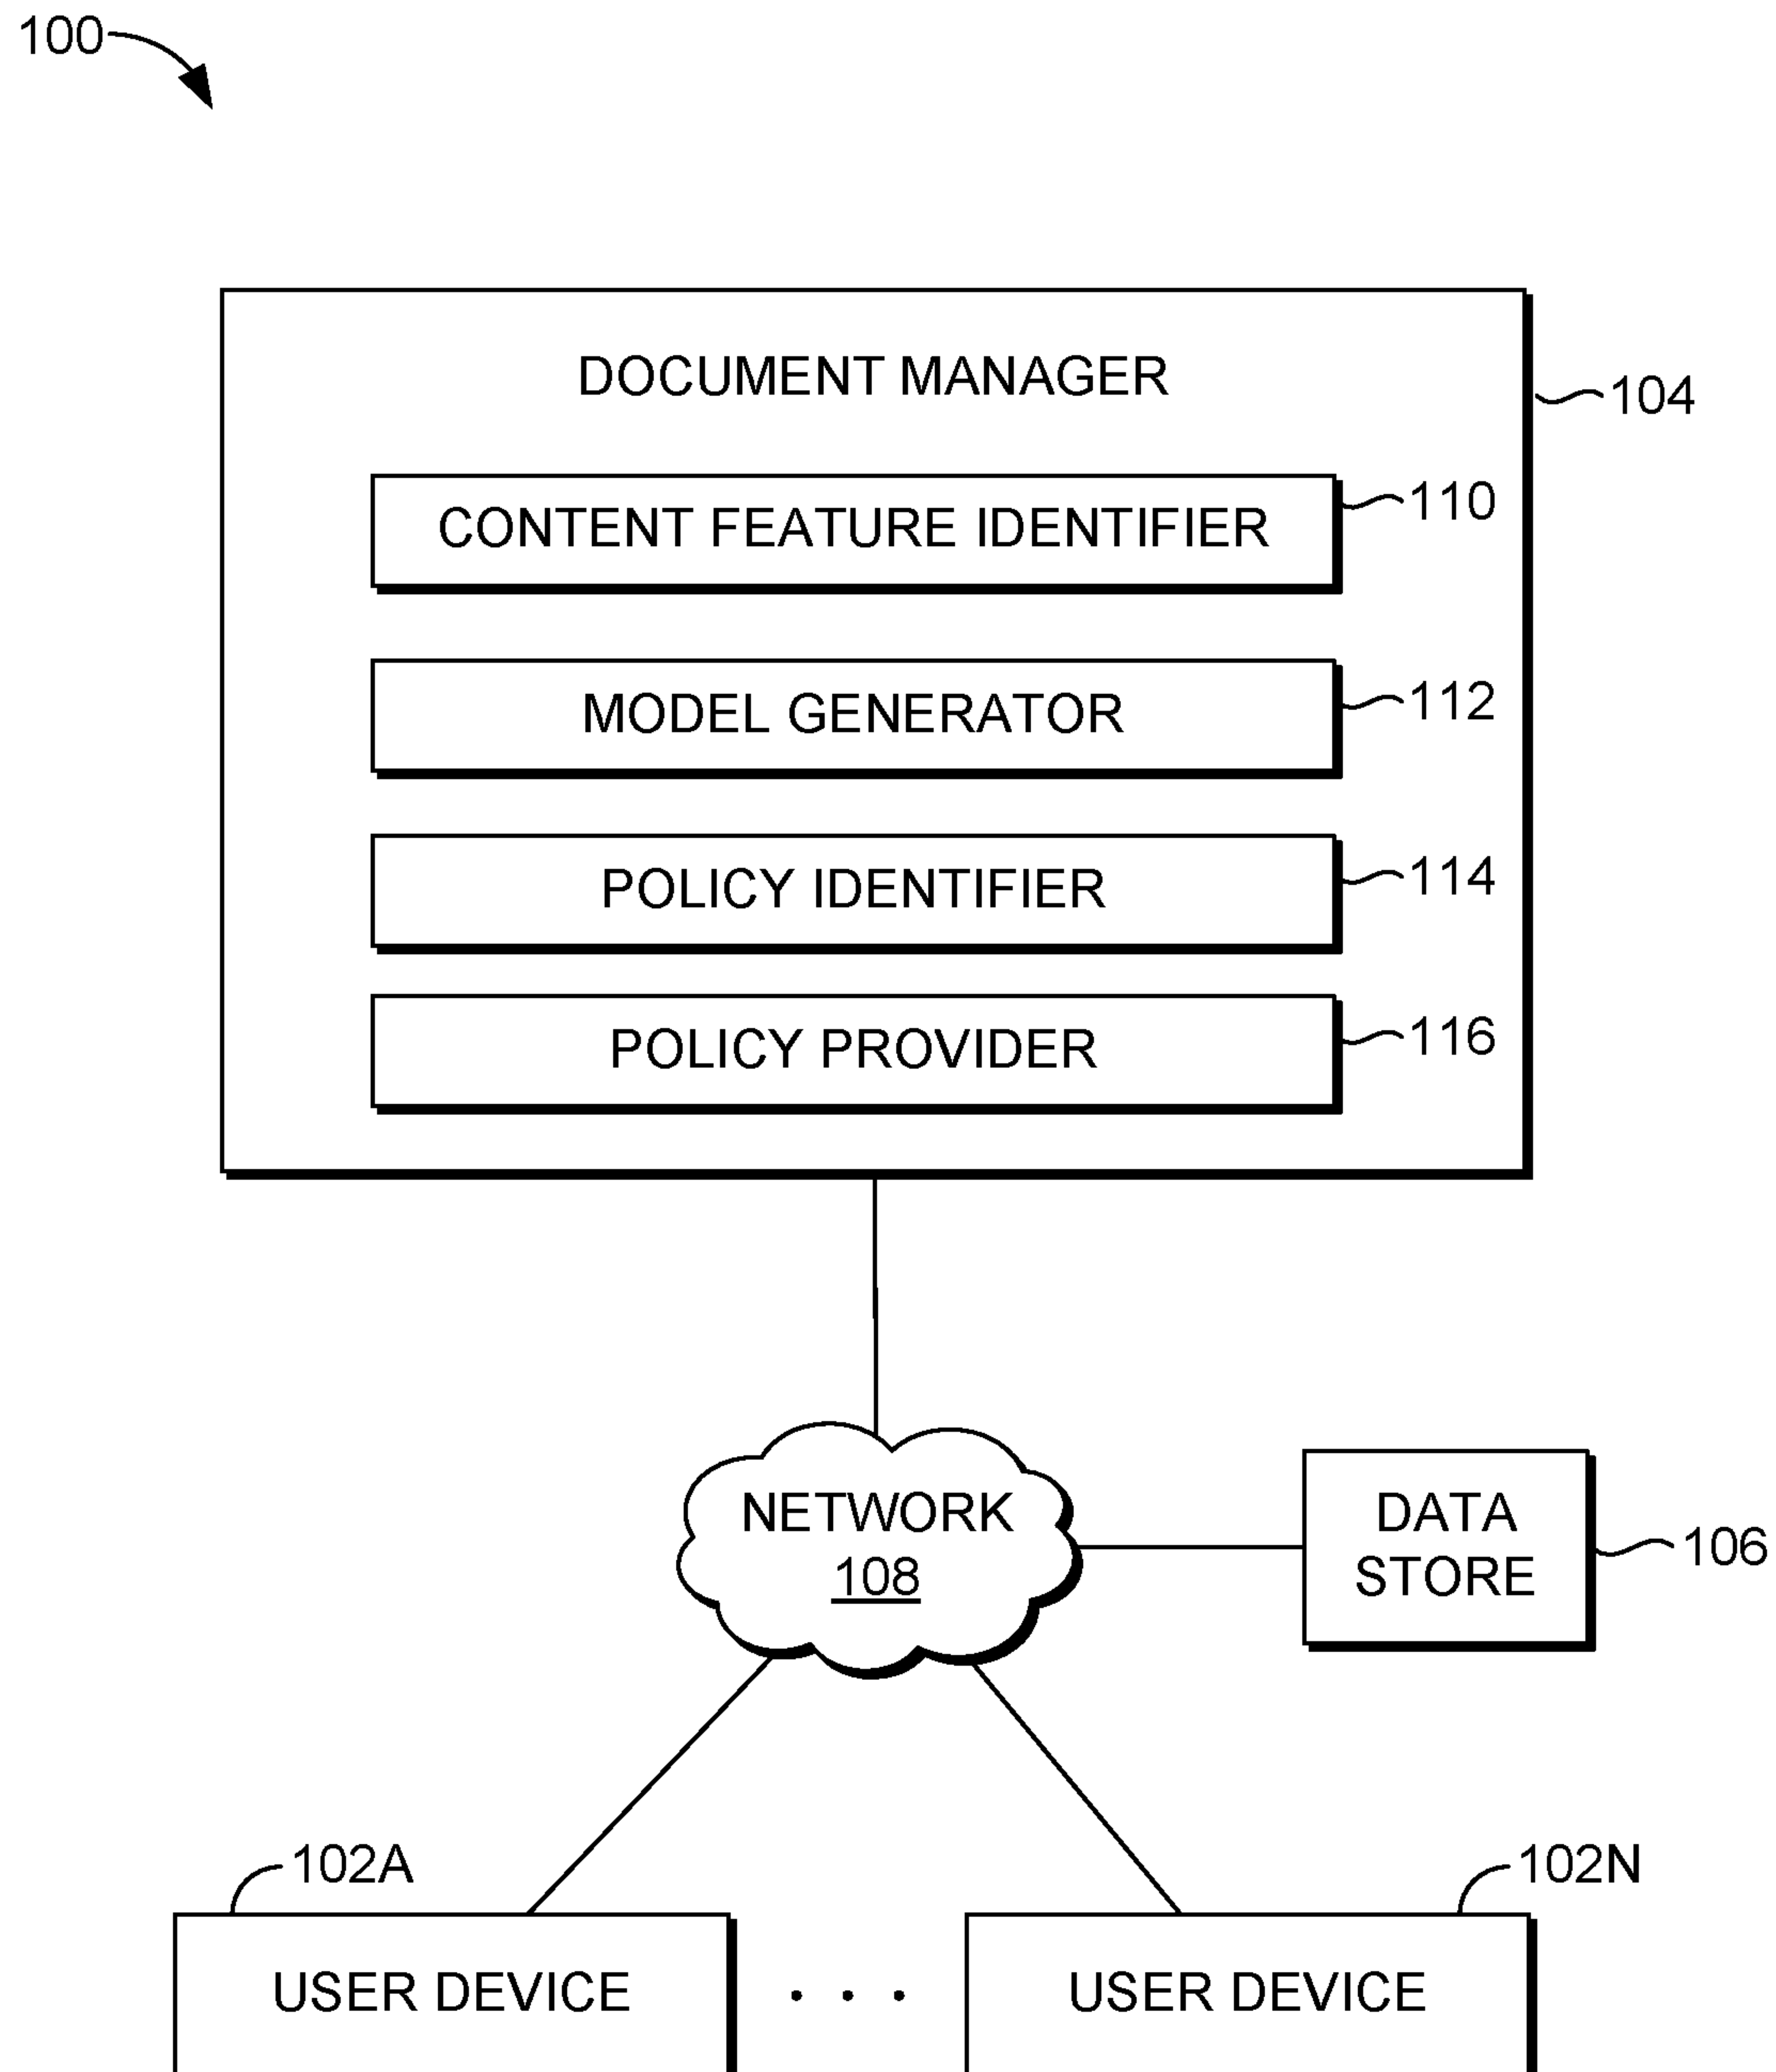 100
DOCUMENT MANAGER
104
CONTENT FEATURE IDENTIFIER
110
MODEL GENERATOR
112
POLICY IDENTIFIER
114
POLICY PROVIDER
116
NETWORK
108
DATA
STORE
106
102A
102N
USER DEVICE
. . .
USER DEVICE